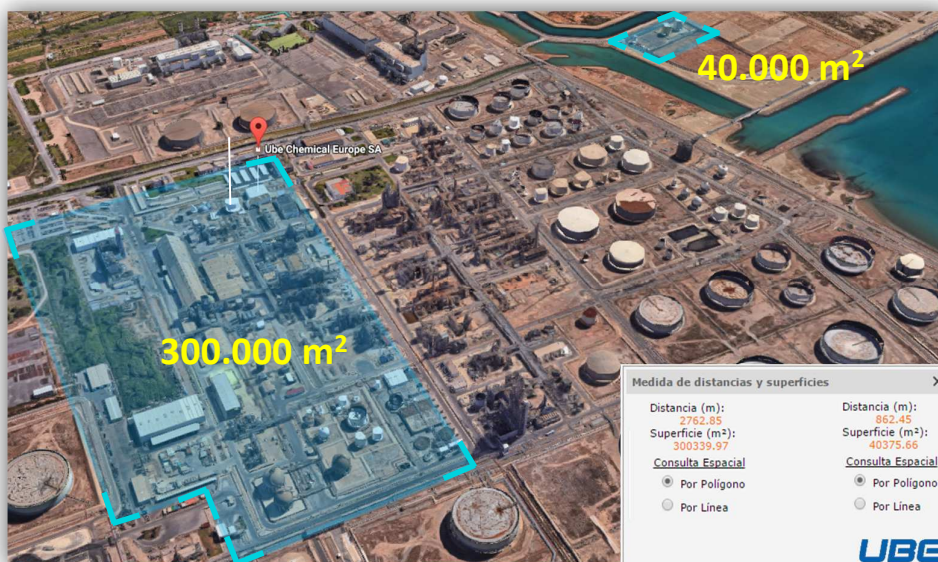 40.000 m²
Ube Chemical Europe SA
300.000 m²
Medida de distancias y superficies
Distancia (m):
2762.85
Superficie (m²):
300339.97
Consulta Espacial
Por Polígono
Por Línea
Distancia (m):
862.45
Superficie (m²):
40375.66
Consulta Espacial
Por Polígono
Por Línea
UBE